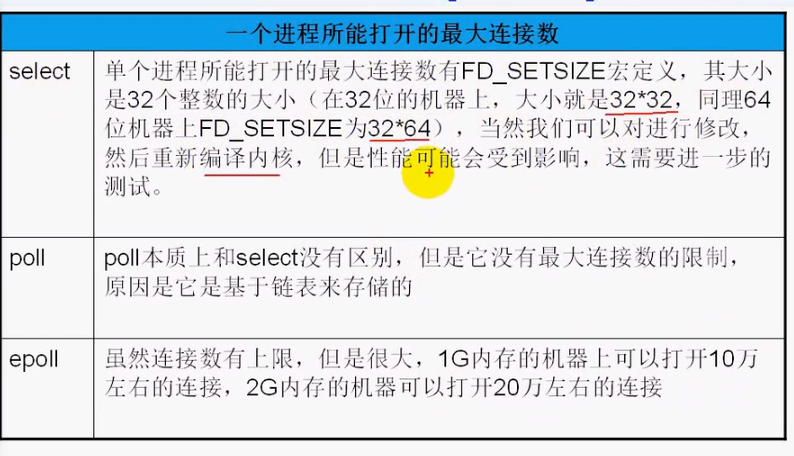 一个进程所能打开的最大连接数
select
单个进程所能打开的最大连接数有FD_SETSIZE宏定义，其大小
是32个整数的大小（在32位的机器上，大小就是32*32，同理64
位机器上FD_SETSIZE为32*64），当然我们可以对进行修改，
然后重新编译内核，但是性能可能会受到影响，这需要进一步的
测试。
poll
poll本质上和select没有区别，但是它没有最大连接数的限制，
原因是它是基于链表来存储的
epoll
虽然连接数有上限，但是很大，1G内存的机器上可以打开10万
左右的连接，2G内存的机器可以打开20万左右的连接